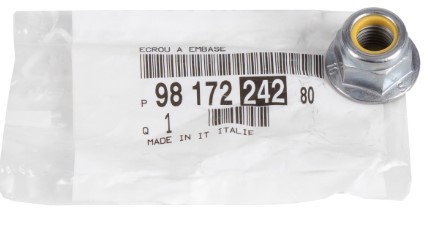 ECROU A EMBASE
P 98 172 242 80
Q 1
MADE IN IT ITALIE